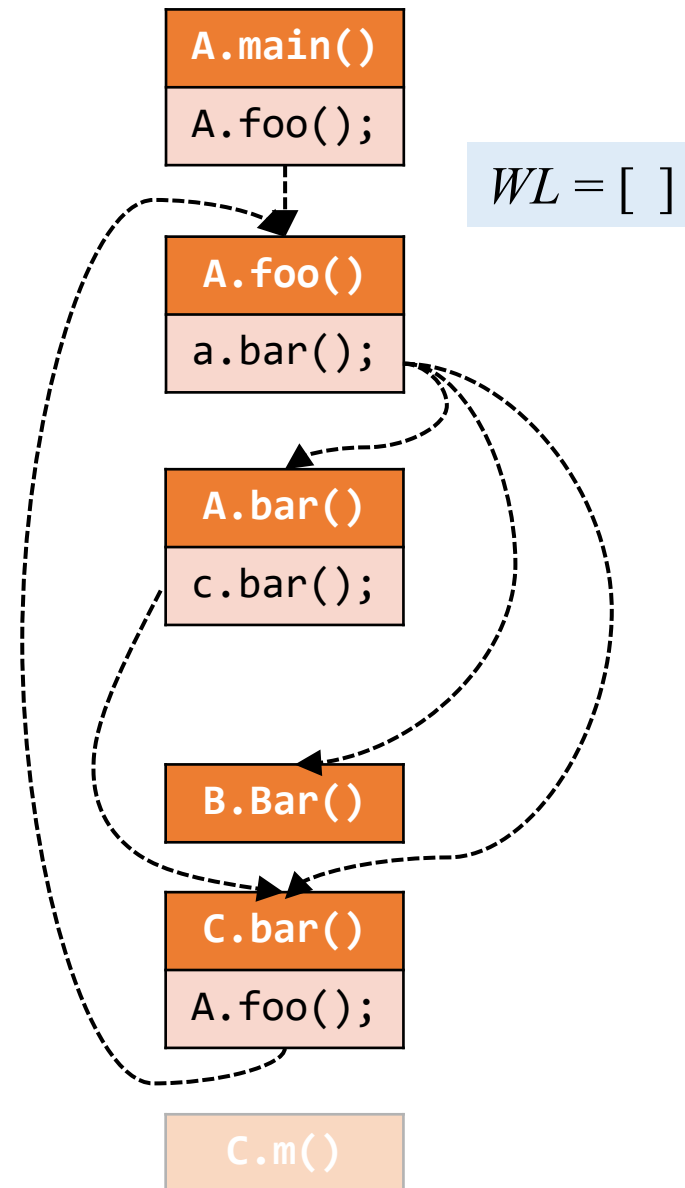 A.main()
A.foo();
WL = [ ]
A.foo()
a.bar();
A.bar()
c.bar();
B.Bar()
C.bar()
A.foo();
C.m()